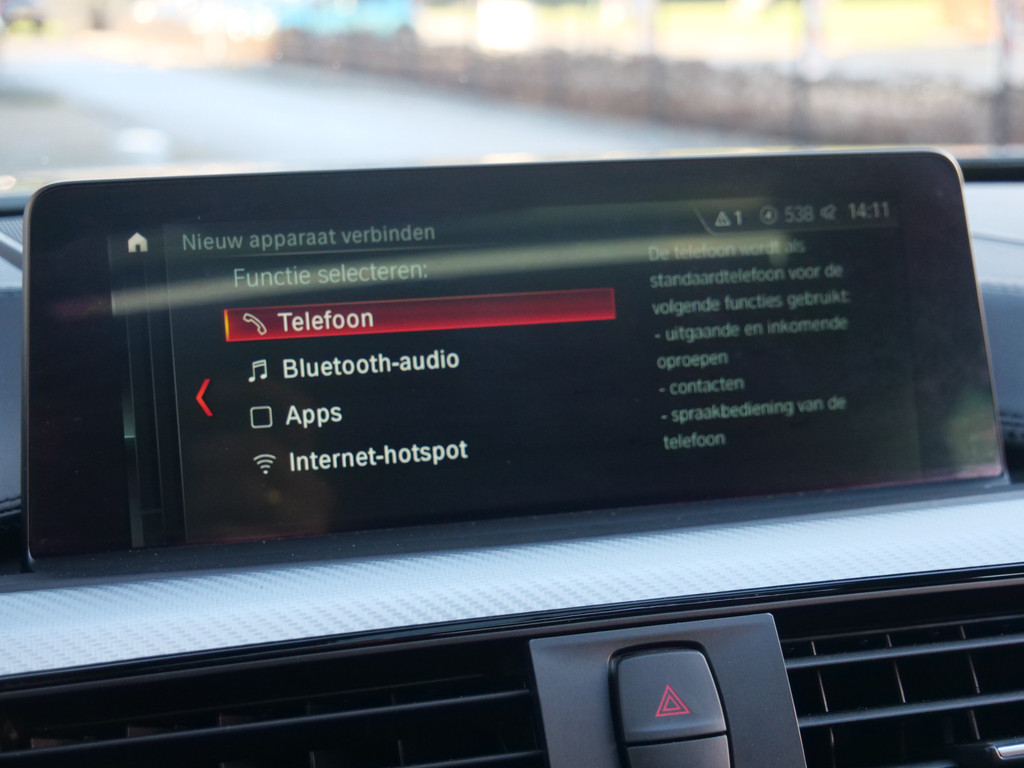 Nieuw apparaat verbinden
1 538 14:11
Functie selecteren:
Telefoon
Bluetooth-audio
Apps
Internet-hotspot
De telefoon wordt als
standaardtelefoon voor de
volgende functies gebruikt:
- uitgaande en inkomende
oproepen
- contacten
- spraakbediening van de
telefoon